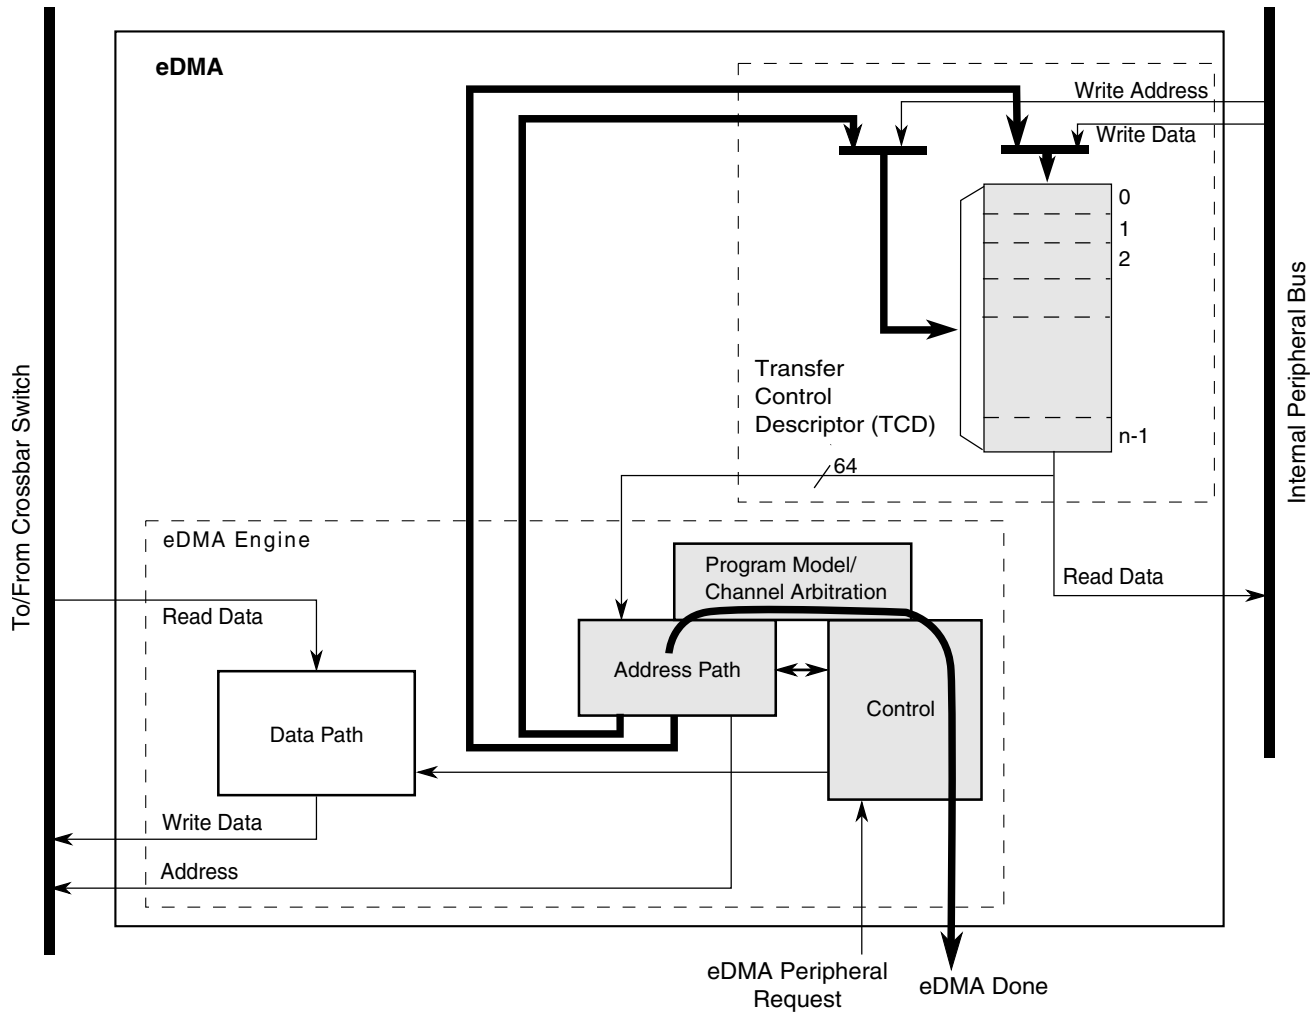 eDMA
Write Address
Write Data
0
1
2
n-1
Transfer
Control
Descriptor (TCD)
64
To/From Crossbar Switch
Internal Peripheral Bus
eDMA Engine
Program Model/
Channel Arbitration
Read Data
Read Data
Address Path
Control
Data Path
Write Data
Address
eDMA Peripheral
Request
eDMA Done